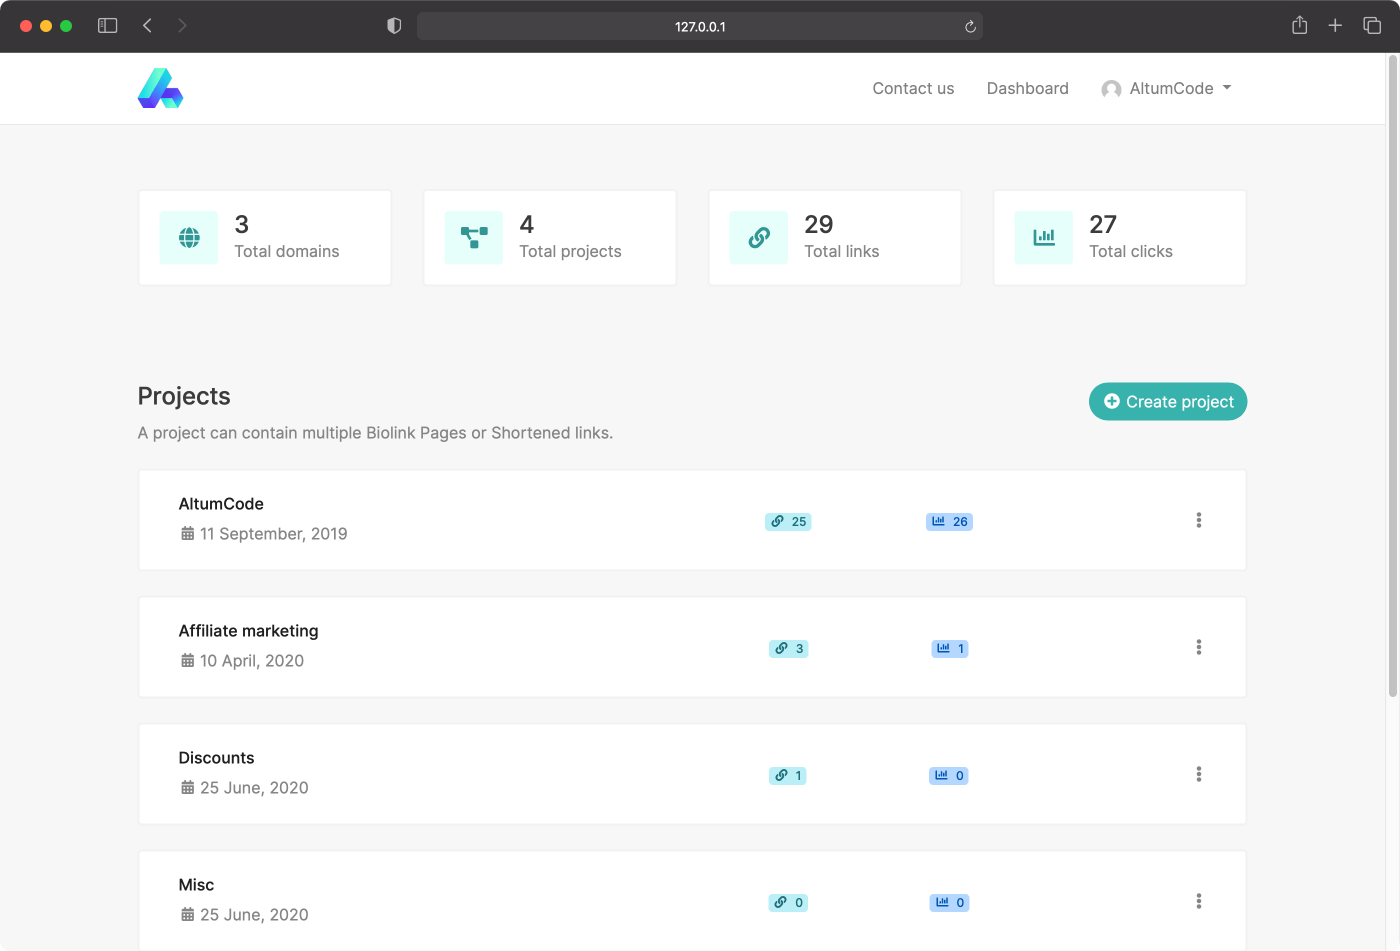 127.0.0.1
Contact us Dashboard AltumCode
3
Total domains
4
Total projects
29
Total links
27
Total clicks
Projects
Create project
A project can contain multiple Biolink Pages or Shortened links.
AltumCode
11 September, 2019
25
26
Affiliate marketing
10 April, 2020
3
1
Discounts
25 June, 2020
1
0
Misc
25 June, 2020
0
0